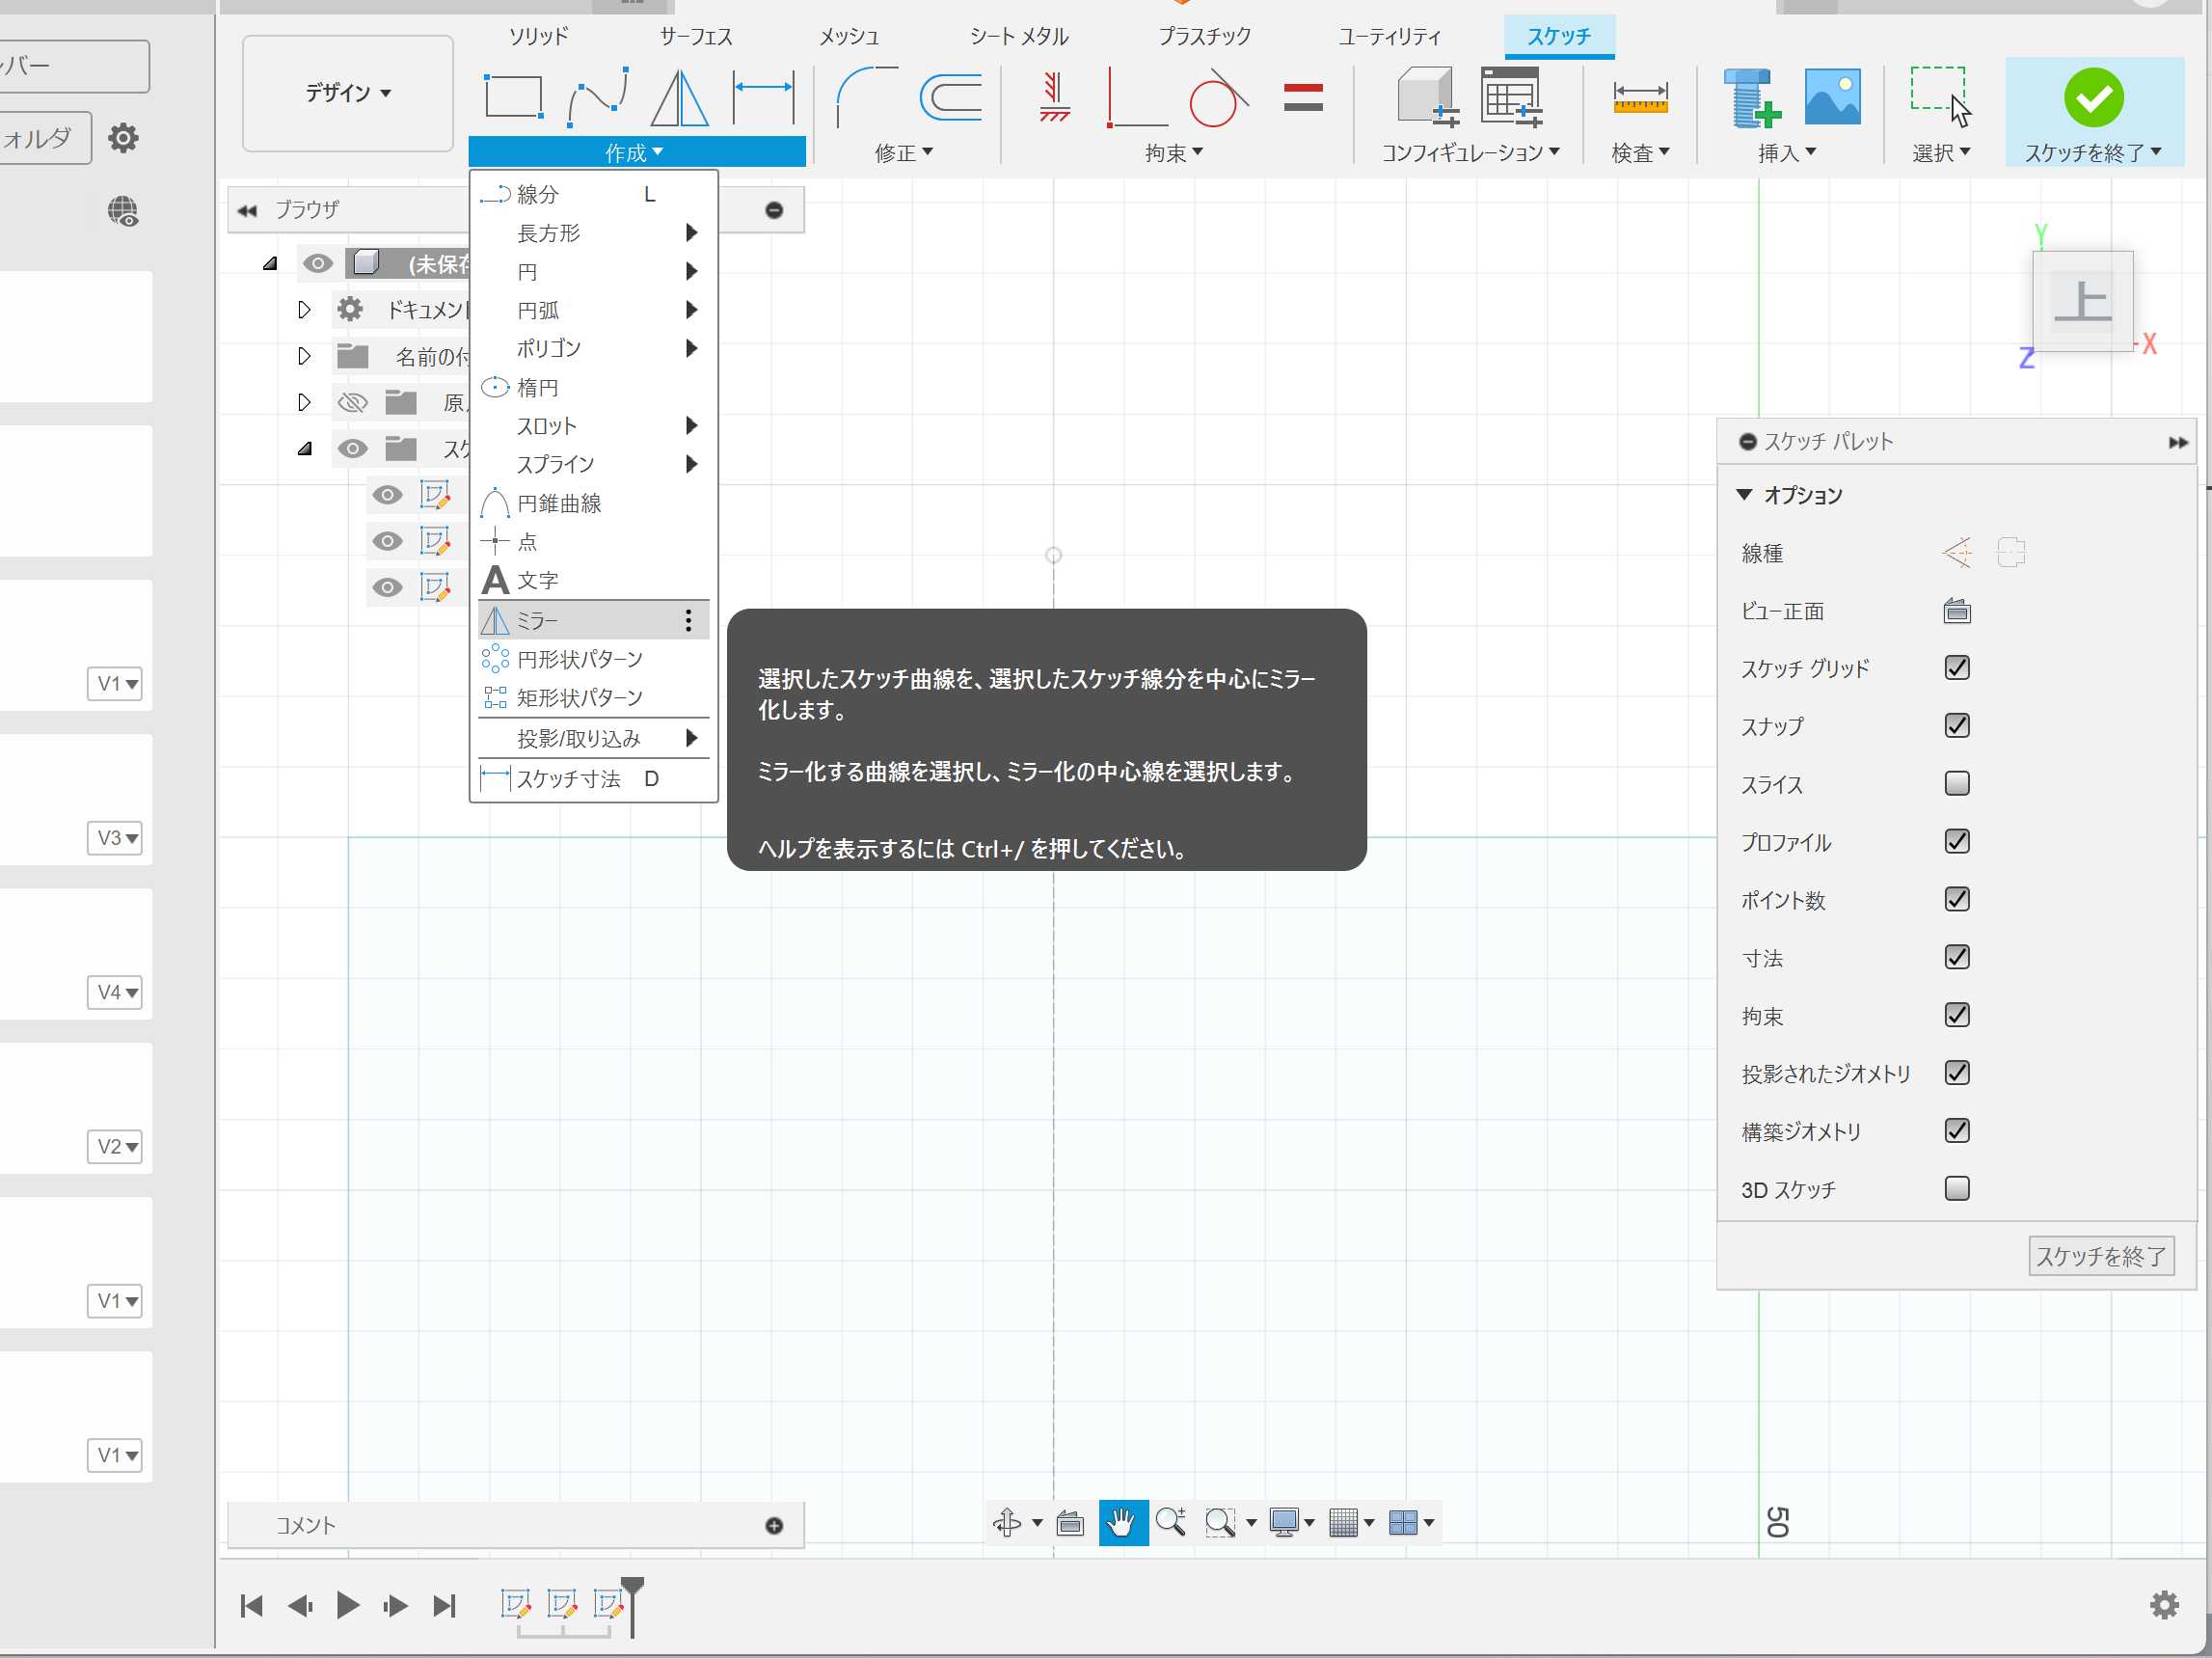 ソリッド
サーフェス
メッシュ
シート メタル
プラスチック
ユーティリティ
スケッチ
デザイン
作成
修正
拘束
コンフィギュレーション
検査
挿入
選択
スケッチを終了
バー
ォルダ
ブラウザ
(未保存
ドキュメント
名前の付
原
スケ
線分 L
長方形
円
円弧
ポリゴン
楕円
スロット
スプライン
円錐曲線
点
A 文字
ミラー
円形状パターン
矩形状パターン
投影/取り込み
スケッチ寸法 D
選択したスケッチ曲線を、選択したスケッチ線分を中心にミラー
化します。
ミラー化する曲線を選択し、ミラー化の中心線を選択します。
ヘルプを表示するには Ctrl+/ を押してください。
Y
上
X
Z
スケッチ パレット
オプション
線種
ビュー正面
スケッチ グリッド
スナップ
スライス
プロファイル
ポイント数
寸法
拘束
投影されたジオメトリ
構築ジオメトリ
3D スケッチ
スケッチを終了
V1
V3
V4
V2
V1
V1
コメント
50